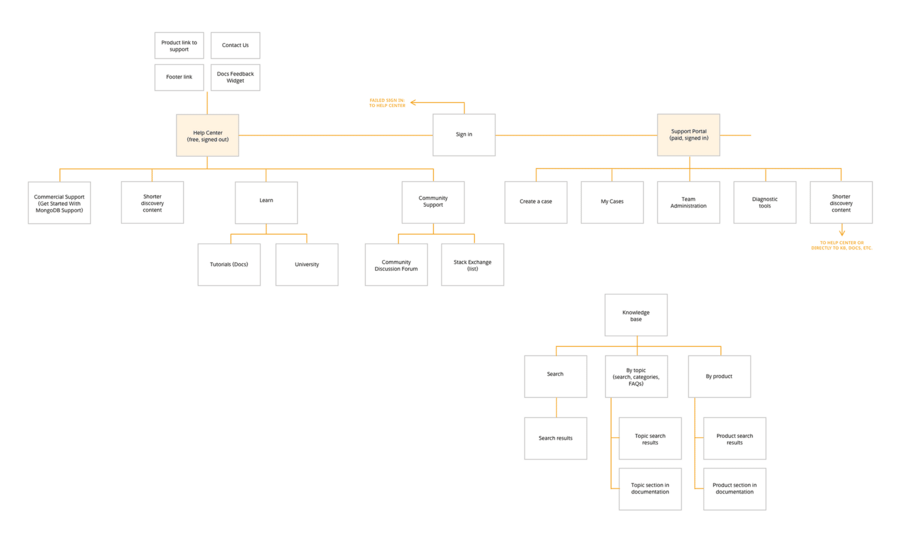 Product link to
support
Contact Us
Footer link
Docs Feedback
Widget
FAILED SIGN IN:
TO HELP CENTER
Help Center
(free, signed out)
Sign in
Support Portal
(paid, signed in)
Commercial Support
(Get Started With
MongoDB Support)
Shorter
discovery
content
Learn
Community
Support
Create a case
My Cases
Team
Administration
Diagnostic
tools
Shorter
discovery
content
TO HELP CENTER OR
DIRECTLY TO KB, DOCS, ETC
Tutorials (Docs)
University
Community
Discussion Forum
Stack Exchange
(list)
Knowledge
base
Search
By topic
(search, categories,
FAQs)
By product
Search results
Topic search
results
Product search
results
Topic section in
documentation
Product section in
documentation